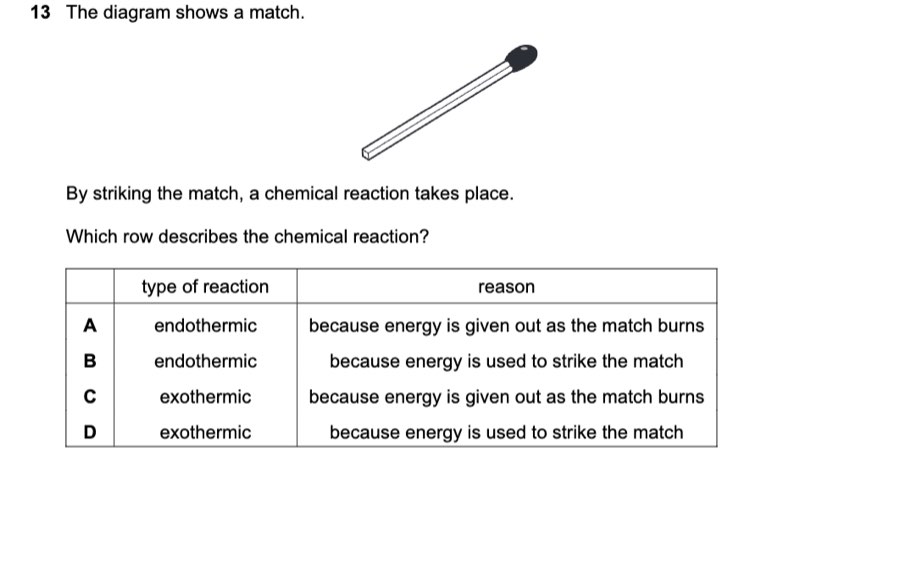 13 The diagram shows a match.
By striking the match, a chemical reaction takes place.
Which row describes the chemical reaction?
type of reaction reason
A endothermic because energy is given out as the match burns
B endothermic because energy is used to strike the match
C exothermic because energy is given out as the match burns
D exothermic because energy is used to strike the match